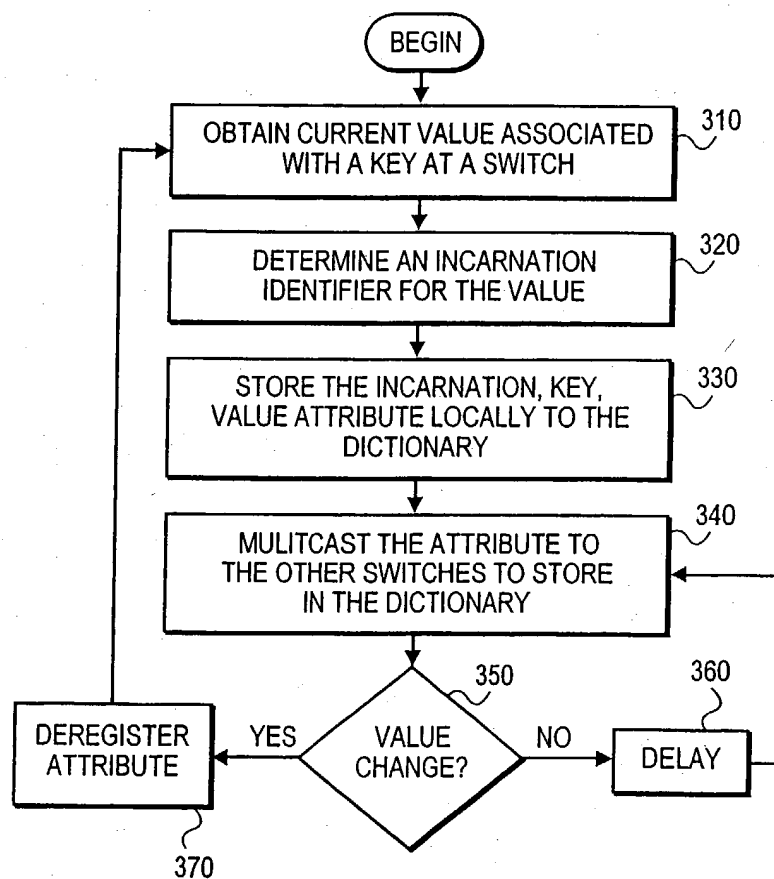 BEGIN
OBTAIN CURRENT VALUE ASSOCIATED
WITH A KEY AT A SWITCH
310
DETERMINE AN INCARNATION
IDENTIFIER FOR THE VALUE
320
STORE THE INCARNATION, KEY,
VALUE ATTRIBUTE LOCALLY TO THE
DICTIONARY
330
MULITCAST THE ATTRIBUTE TO
THE OTHER SWITCHES TO STORE
IN THE DICTIONARY
340
VALUE
CHANGE?
350
YES
NO
DEREGISTER
ATTRIBUTE
370
DELAY
360